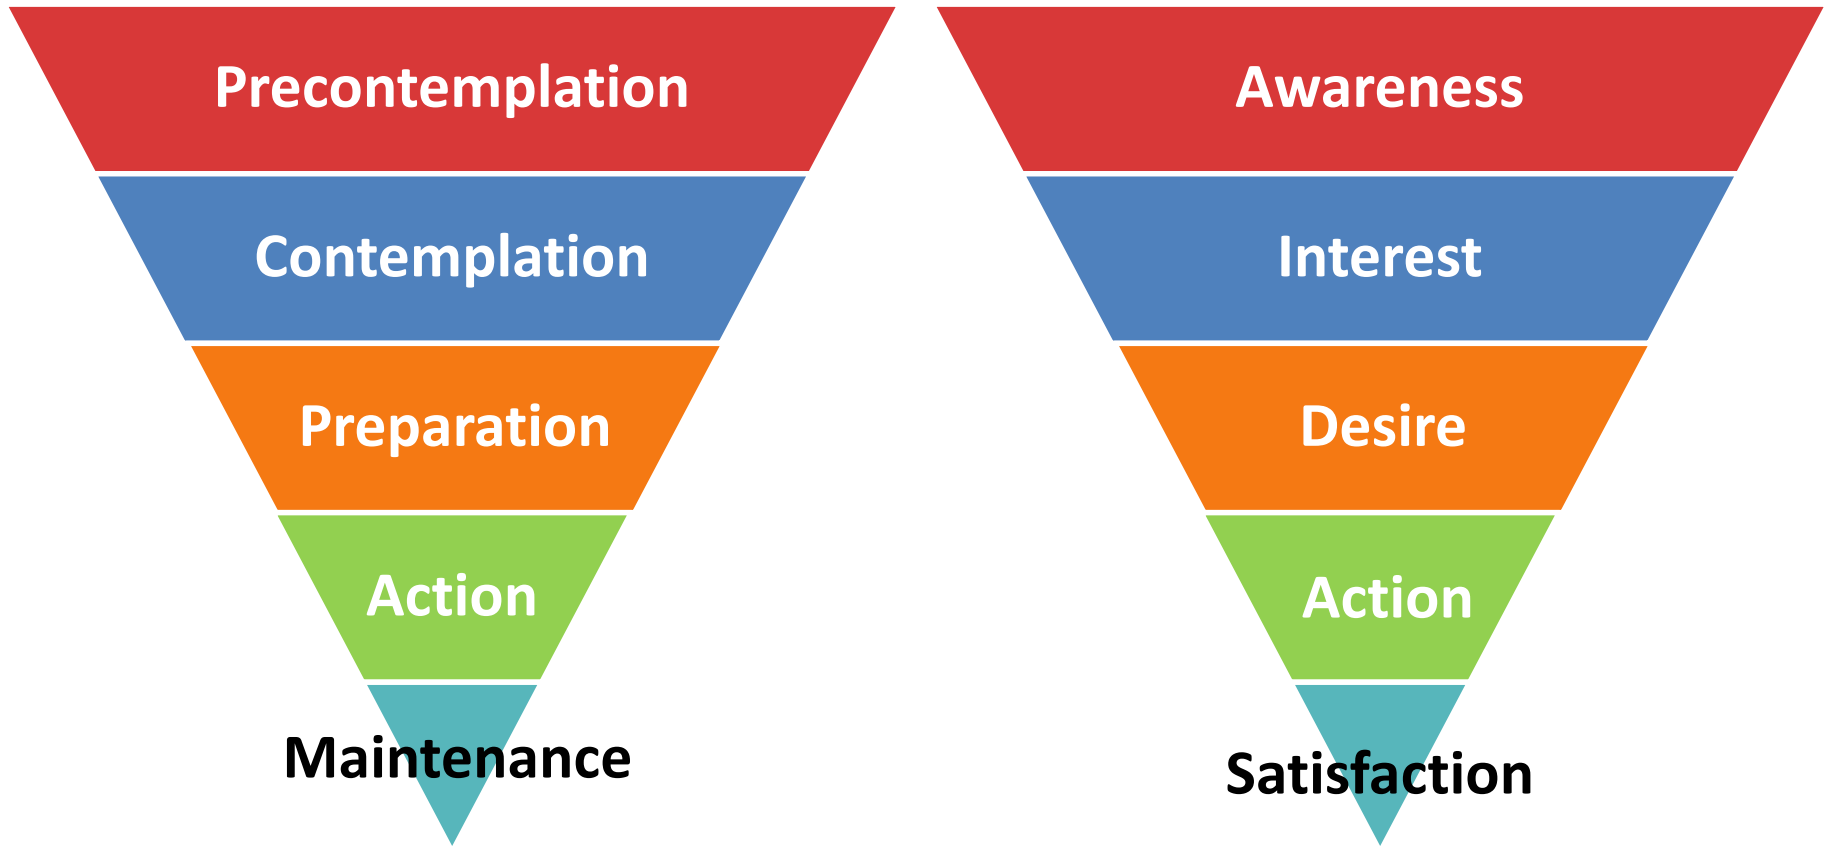 Precontemplation
Contemplation
Preparation
Action
Maintenance
Awareness
Interest
Desire
Action
Satisfaction